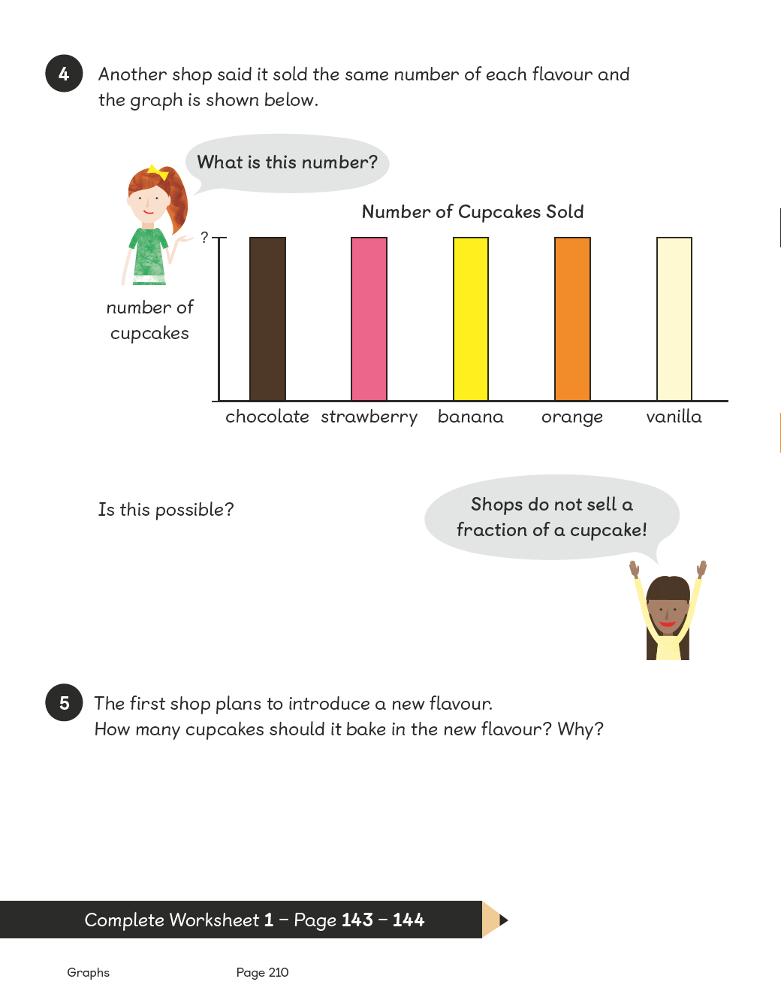 4
Another shop said it sold the same number of each flavour and
the graph is shown below.
What is this number?
Number of Cupcakes Sold
?
number of
cupcakes
chocolate strawberry banana orange vanilla
Is this possible?
Shops do not sell a
fraction of a cupcake!
5
The first shop plans to introduce a new flavour.
How many cupcakes should it bake in the new flavour? Why?
Complete Worksheet 1 – Page 143 – 144
Graphs Page 210